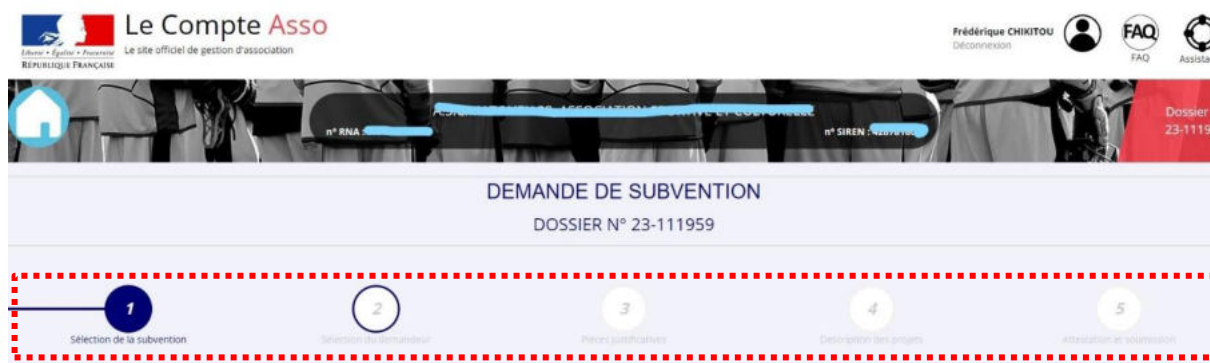 Le Compte Asso
Le site officiel de gestion d'association
Liberté • Égalité • Fraternité
RÉPUBLIQUE FRANÇAISE
Frédérique CHIKITOU
Déconnexion
FAQ
FAQ
Assista
n° RNA :
n° SIREN :
Dossier
23-1119
DEMANDE DE SUBVENTION
DOSSIER N° 23-111959
1
Sélection de la subvention
2
Sélection du demandeur
3
Pièces justificatives
4
Description des projets
5
Attestation et soumission